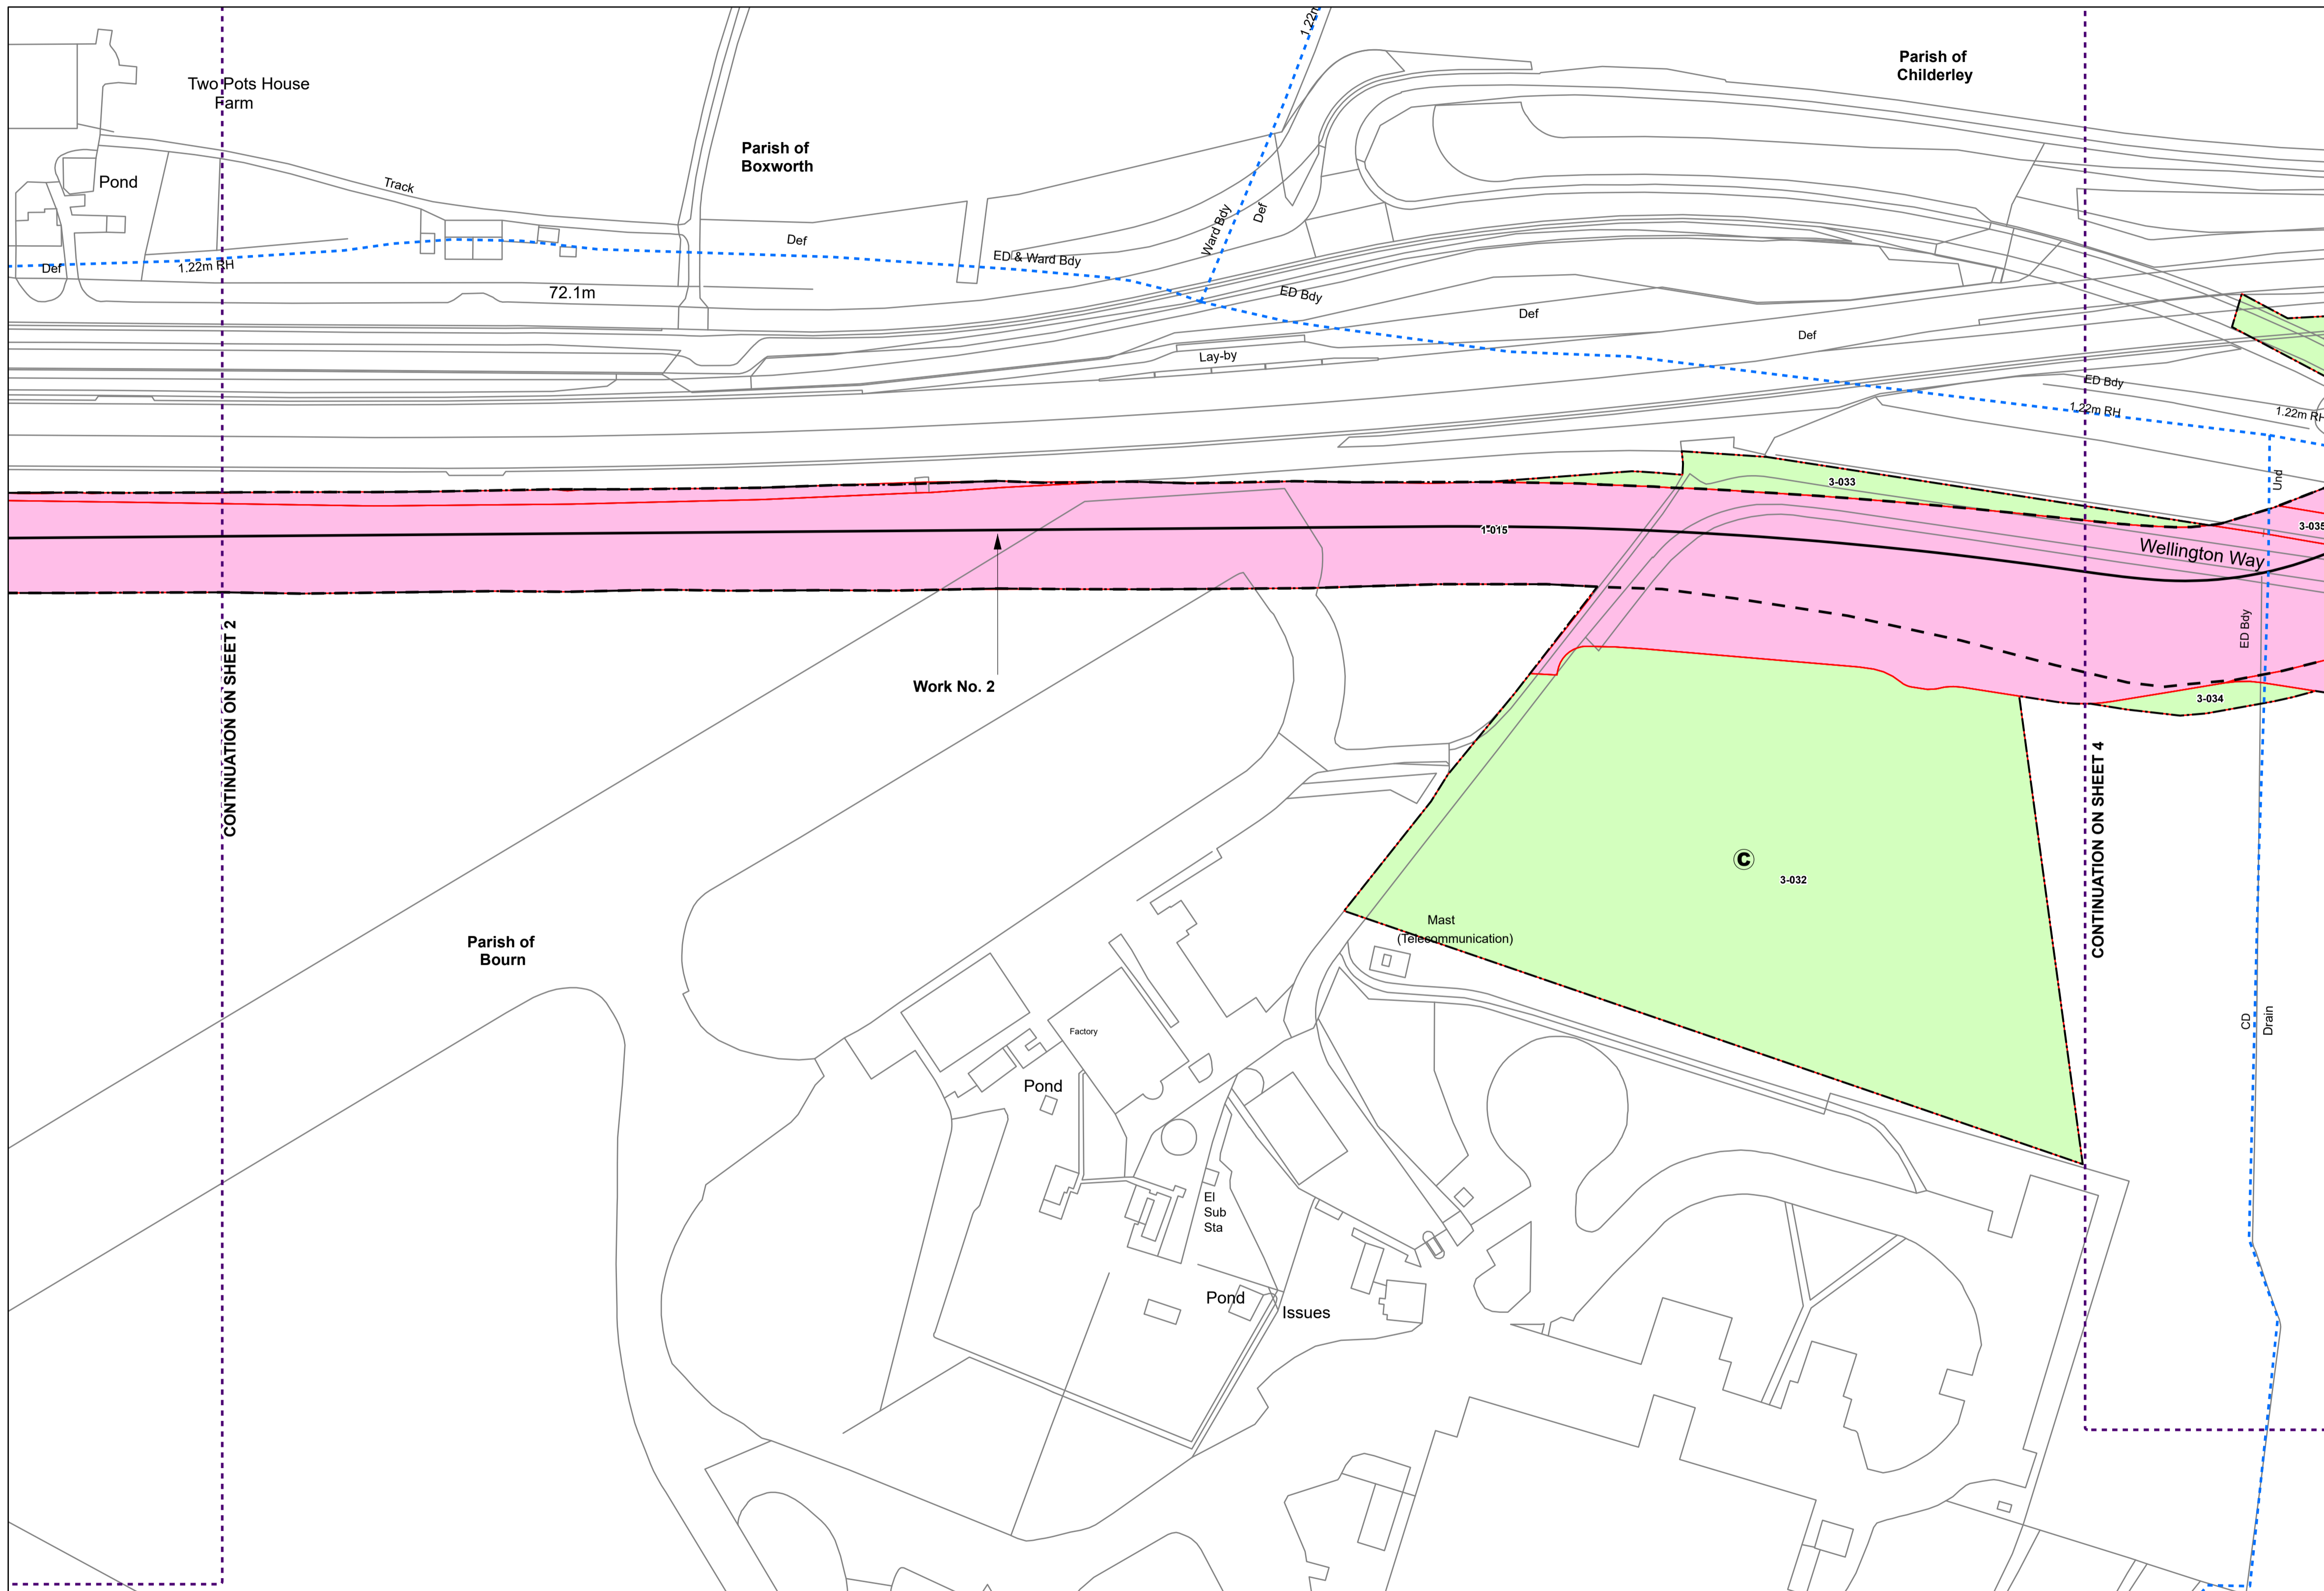 1.22m
Parish of
Childerley
Two Pots House
Farm
Parish of
Boxworth
Pond
Track
Ward Bdy
Def
Def
ED & Ward Bdy
Def
1.22m RH
72.1m
ED Bdy
Def
Def
Lay-by
ED Bdy
1.22m RH
1.22m RH
Und
3-033
1-015
3-035
Wellington Way
CONTINUATION ON SHEET 2
ED Bdy
Work No. 2
3-034
CONTINUATION ON SHEET 4
C
3-032
Mast
(Telecommunication)
Parish of
Bourn
CD
Drain
Factory
Pond
El
Sub
Sta
Pond
Issues